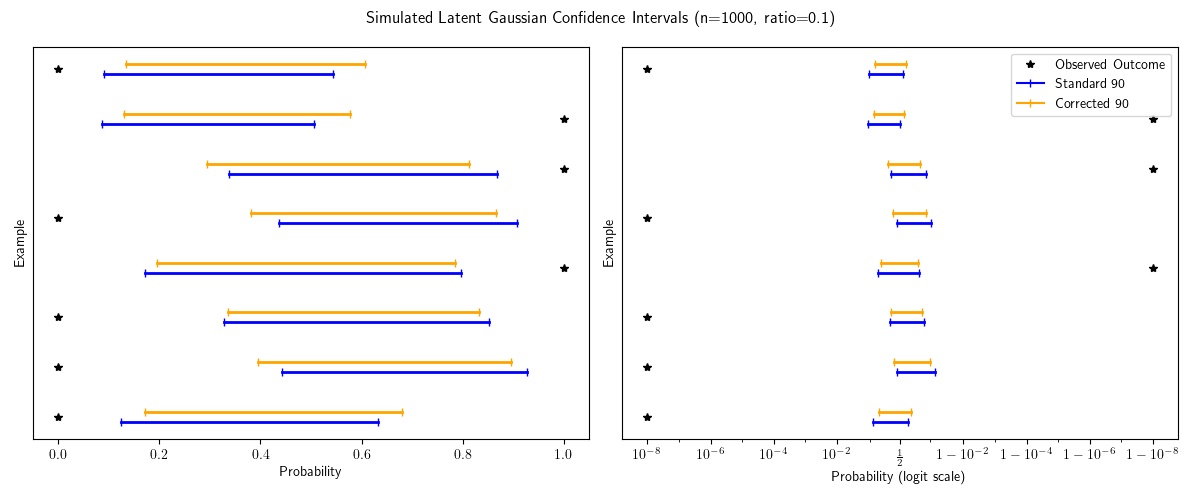 Simulated Latent Gaussian Confidence Intervals (n=1000, ratio=0.1)
Example
0.0 0.2 0.4 0.6 0.8 1.0
Probability
Example
Observed Outcome
Standard 90
Corrected 90
10⁻⁸ 10⁻⁶ 10⁻⁴ 10⁻² 1/2 1 − 10⁻² 1 − 10⁻⁴ 1 − 10⁻⁶ 1 − 10⁻⁸
Probability (logit scale)